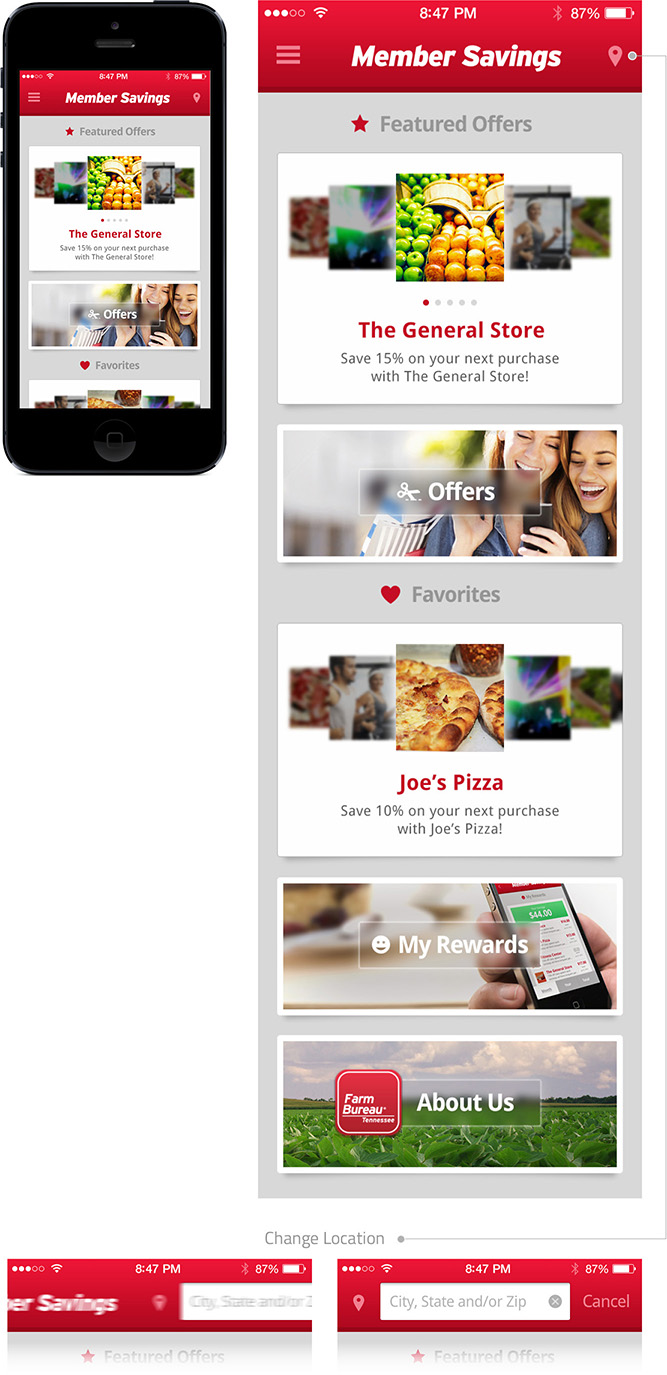 8:47 PM 87%
Member Savings
Featured Offers
The General Store
Save 15% on your next purchase
with The General Store!
Offers
Favorites
8:47 PM 87%
Member Savings
Featured Offers
The General Store
Save 15% on your next purchase
with The General Store!
Offers
Favorites
Joe's Pizza
Save 10% on your next purchase
with Joe's Pizza!
My Rewards
$44.00
My Rewards
Farm
Bureau
Tennessee
About Us
Change Location
8:47 PM 87%
ber Savings
City, State and/or Z
Featured Offers
8:47 PM 87%
City, State and/or Zip
Cancel
Featured Offers